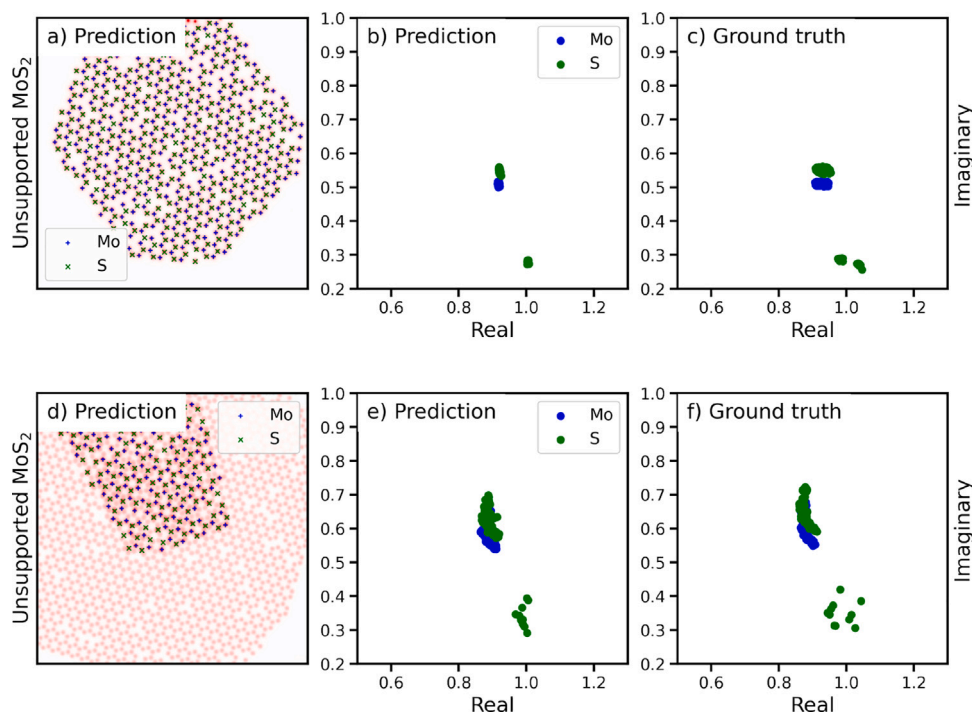 Unsupported MoS₂
a) Prediction
Mo
S
b) Prediction
Mo
S
1.0
0.9
0.8
0.7
0.6
0.5
0.4
0.3
0.2
0.6 0.8 1.0 1.2
Real
c) Ground truth
1.0
0.9
0.8
0.7
0.6
0.5
0.4
0.3
0.2
0.6 0.8 1.0 1.2
Real
Imaginary
Unsupported MoS₂
d) Prediction
Mo
S
e) Prediction
Mo
S
1.0
0.9
0.8
0.7
0.6
0.5
0.4
0.3
0.2
0.6 0.8 1.0 1.2
Real
f) Ground truth
1.0
0.9
0.8
0.7
0.6
0.5
0.4
0.3
0.2
0.6 0.8 1.0 1.2
Real
Imaginary